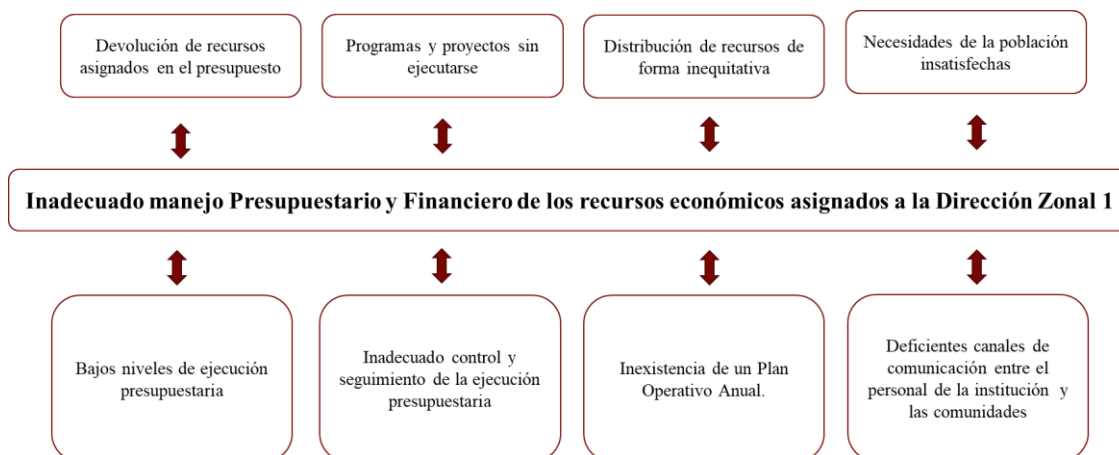 Devolución de recursos
asignados en el presupuesto
Programas y proyectos sin
ejecutarse
Distribución de recursos de
forma inequitativa
Necesidades de la población
insatisfechas
Inadecuado manejo Presupuestario y Financiero de los recursos económicos asignados a la Dirección Zonal 1
Bajos niveles de ejecución
presupuestaria
Inadecuado control y
seguimiento de la ejecución
presupuestaria
Inexistencia de un Plan
Operativo Anual.
Deficientes canales de
comunicación entre el
personal de la institución y
las comunidades